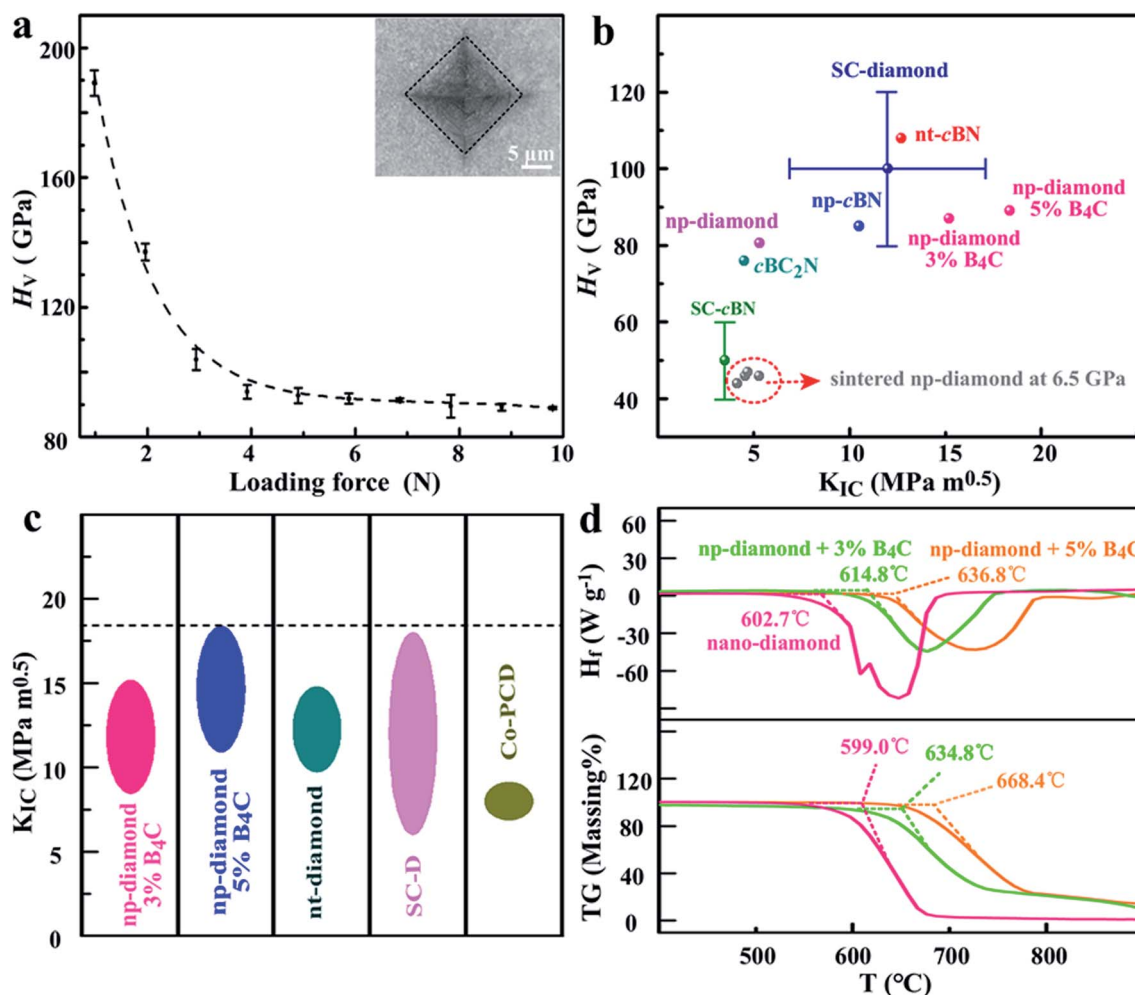 a
200
160
120
80
H_V ( GPa)
2
4
6
8
10
Loading force (N)
5 µm
b
120
100
80
60
40
H_V ( GPa)
SC-diamond
nt-cBN
np-cBN
np-diamond
5% B₄C
np-diamond
3% B₄C
np-diamond
cBC₂N
SC-cBN
sintered np-diamond at 6.5 GPa
0
5
10
15
20
K_IC (MPa m^0.5)
c
20
15
10
5
0
K_IC (MPa m^0.5)
np-diamond
3% B₄C
np-diamond
5% B₄C
nt-diamond
SC-D
Co-PCD
d
60
30
0
-30
-60
H_f (W g⁻¹)
np-diamond + 3% B₄C
np-diamond + 5% B₄C
614.8℃
636.8℃
602.7℃
nano-diamond
120
80
40
0
TG (Massing%)
599.0℃
634.8℃
668.4℃
500
600
700
800
T (℃)